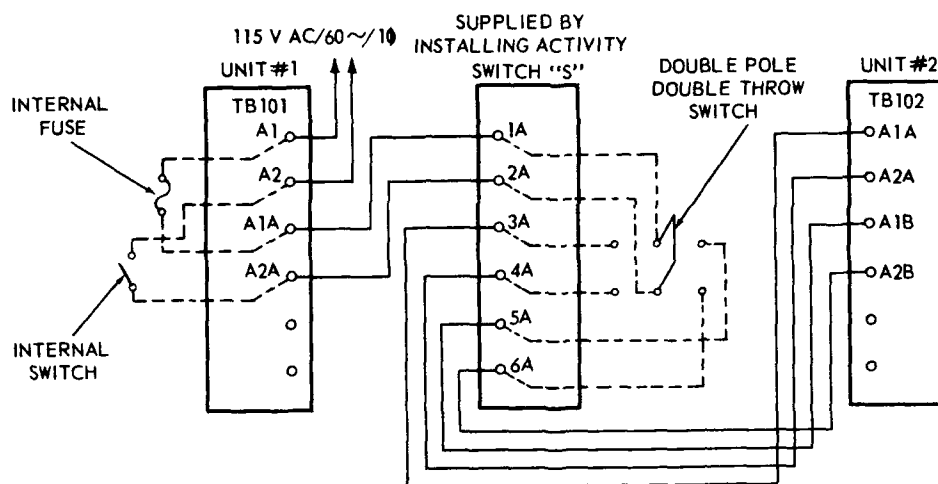 115 V AC/60~/1ϕ
SUPPLIED BY
INSTALLING ACTIVITY
SWITCH "S"
UNIT #1
INTERNAL
FUSE
TB101
A1
A2
A1A
A2A
INTERNAL
SWITCH
1A
2A
3A
4A
5A
6A
DOUBLE POLE
DOUBLE THROW
SWITCH
UNIT #2
TB102
A1A
A2A
A1B
A2B